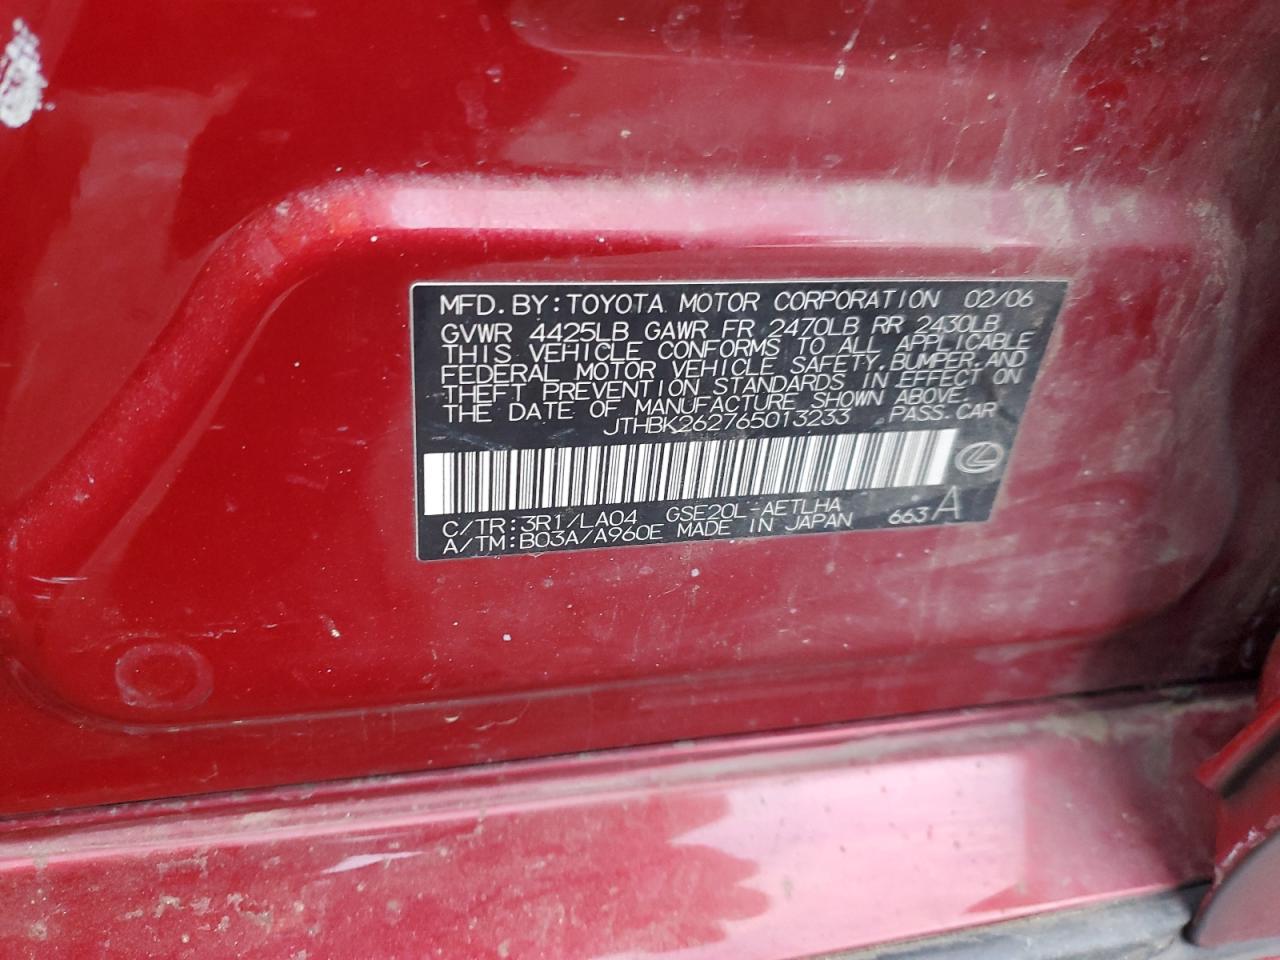 MFD.BY:TOYOTA MOTOR CORPORATION 02/06
GVWR 4425LB GAWR FR 2470LB RR 2430LB
THIS VEHICLE CONFORMS TO ALL APPLICABLE
FEDERAL MOTOR VEHICLE SAFETY,BUMPER,AND
THEFT PREVENTION STANDARDS IN EFFECT ON
THE DATE OF MANUFACTURE SHOWN ABOVE.
JTHBK262765013233 PASS.CAR
C/TR:3R1/LA04 GSE20L-AETLHA
A/TM:B03A/A960E MADE IN JAPAN 663 A